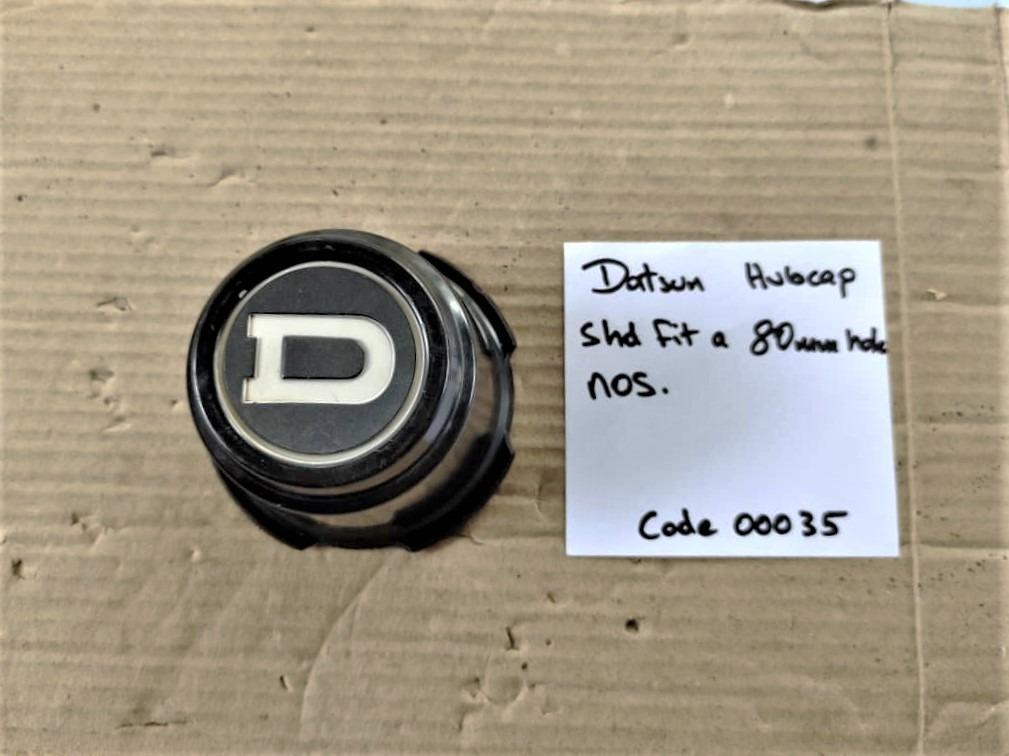 D
Datsun Hubcap
Shd fit a 80mm hole
nos.
Code 00035